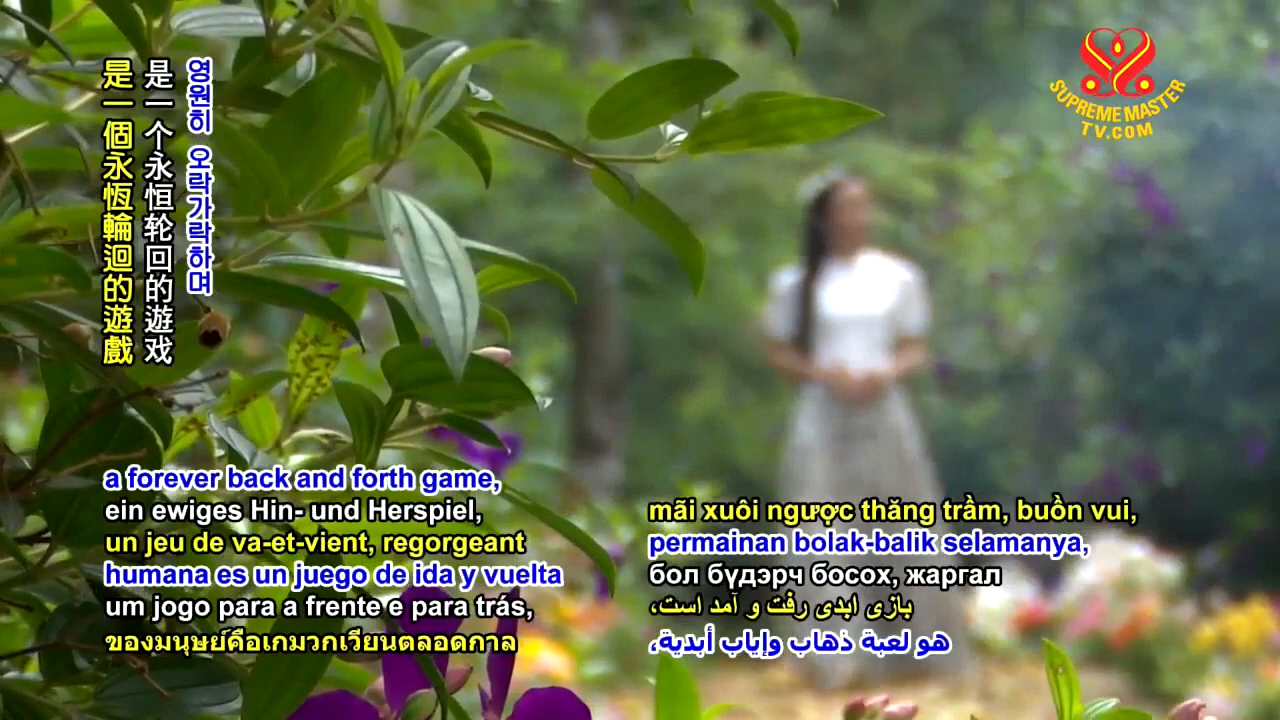 영원히 오락가락하며
是一个永恒轮回的遊戏
是一個永恆輪迴的遊戲
SUPREME MASTER
TV.COM
a forever back and forth game,
ein ewiges Hin- und Herspiel,
un jeu de va-et-vient, regorgeant
humana es un juego de ida y vuelta
um jogo para a frente e para trás,
ของมนุษย์คือเกมวกเวียนตลอดกาล
mãi xuôi ngược thăng trầm, buồn vui,
permainan bolak-balik selamanya,
бол бүдэрч босох, жаргал
بازی ابدی رفت و آمد است،
هو لعبة ذهاب وإياب أبدية،